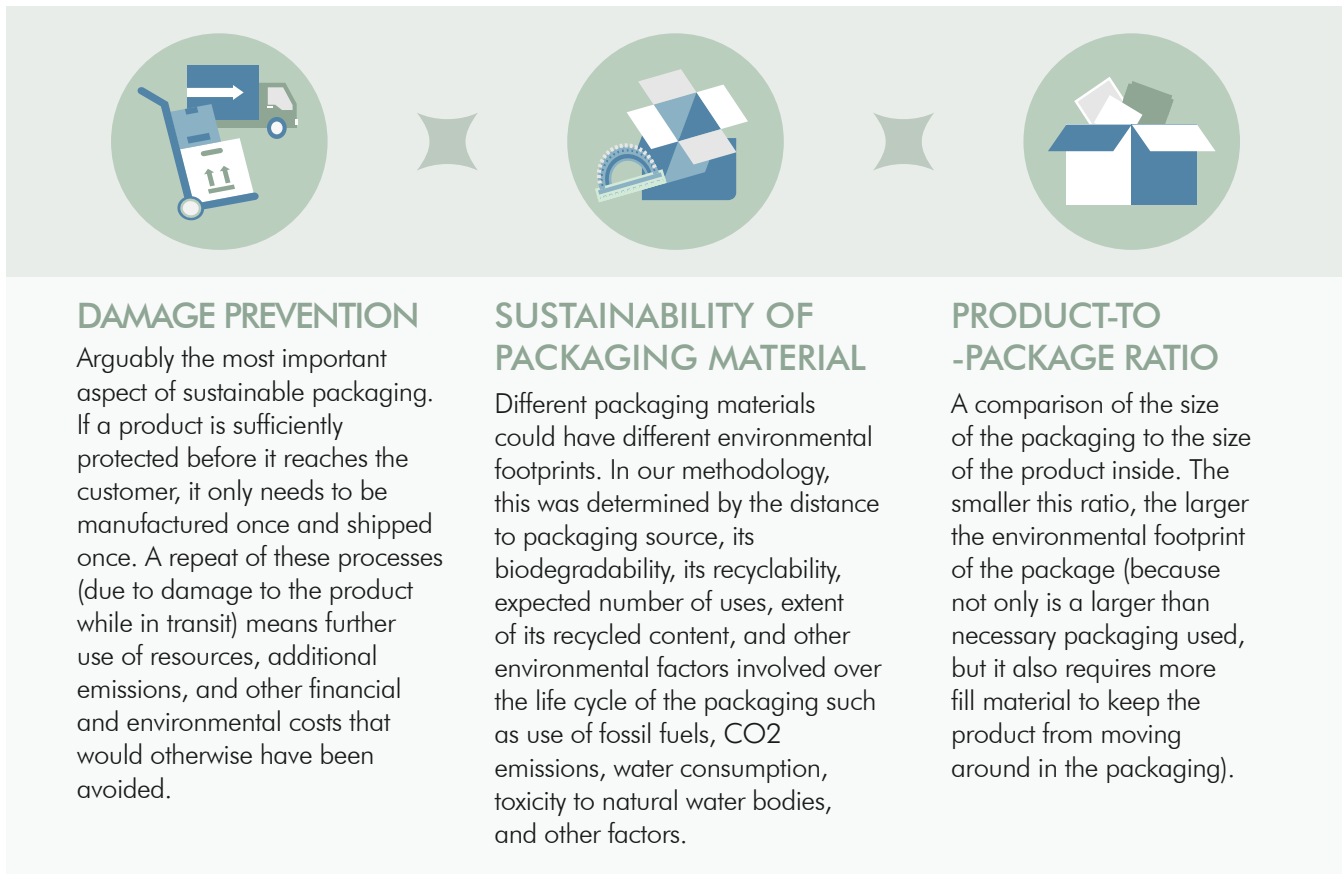 DAMAGE PREVENTION
Arguably the most important
aspect of sustainable packaging.
If a product is sufficiently
protected before it reaches the
customer, it only needs to be
manufactured once and shipped
once. A repeat of these processes
(due to damage to the product
while in transit) means further
use of resources, additional
emissions, and other financial
and environmental costs that
would otherwise have been
avoided.
SUSTAINABILITY OF
PACKAGING MATERIAL
Different packaging materials
could have different environmental
footprints. In our methodology,
this was determined by the distance
to packaging source, its
biodegradability, its recyclability,
expected number of uses, extent
of its recycled content, and other
environmental factors involved over
the life cycle of the packaging such
as use of fossil fuels, CO2
emissions, water consumption,
toxicity to natural water bodies,
and other factors.
PRODUCT-TO
-PACKAGE RATIO
A comparison of the size
of the packaging to the size
of the product inside. The
smaller this ratio, the larger
the environmental footprint
of the package (because
not only is a larger than
necessary packaging used,
but it also requires more
fill material to keep the
product from moving
around in the packaging).